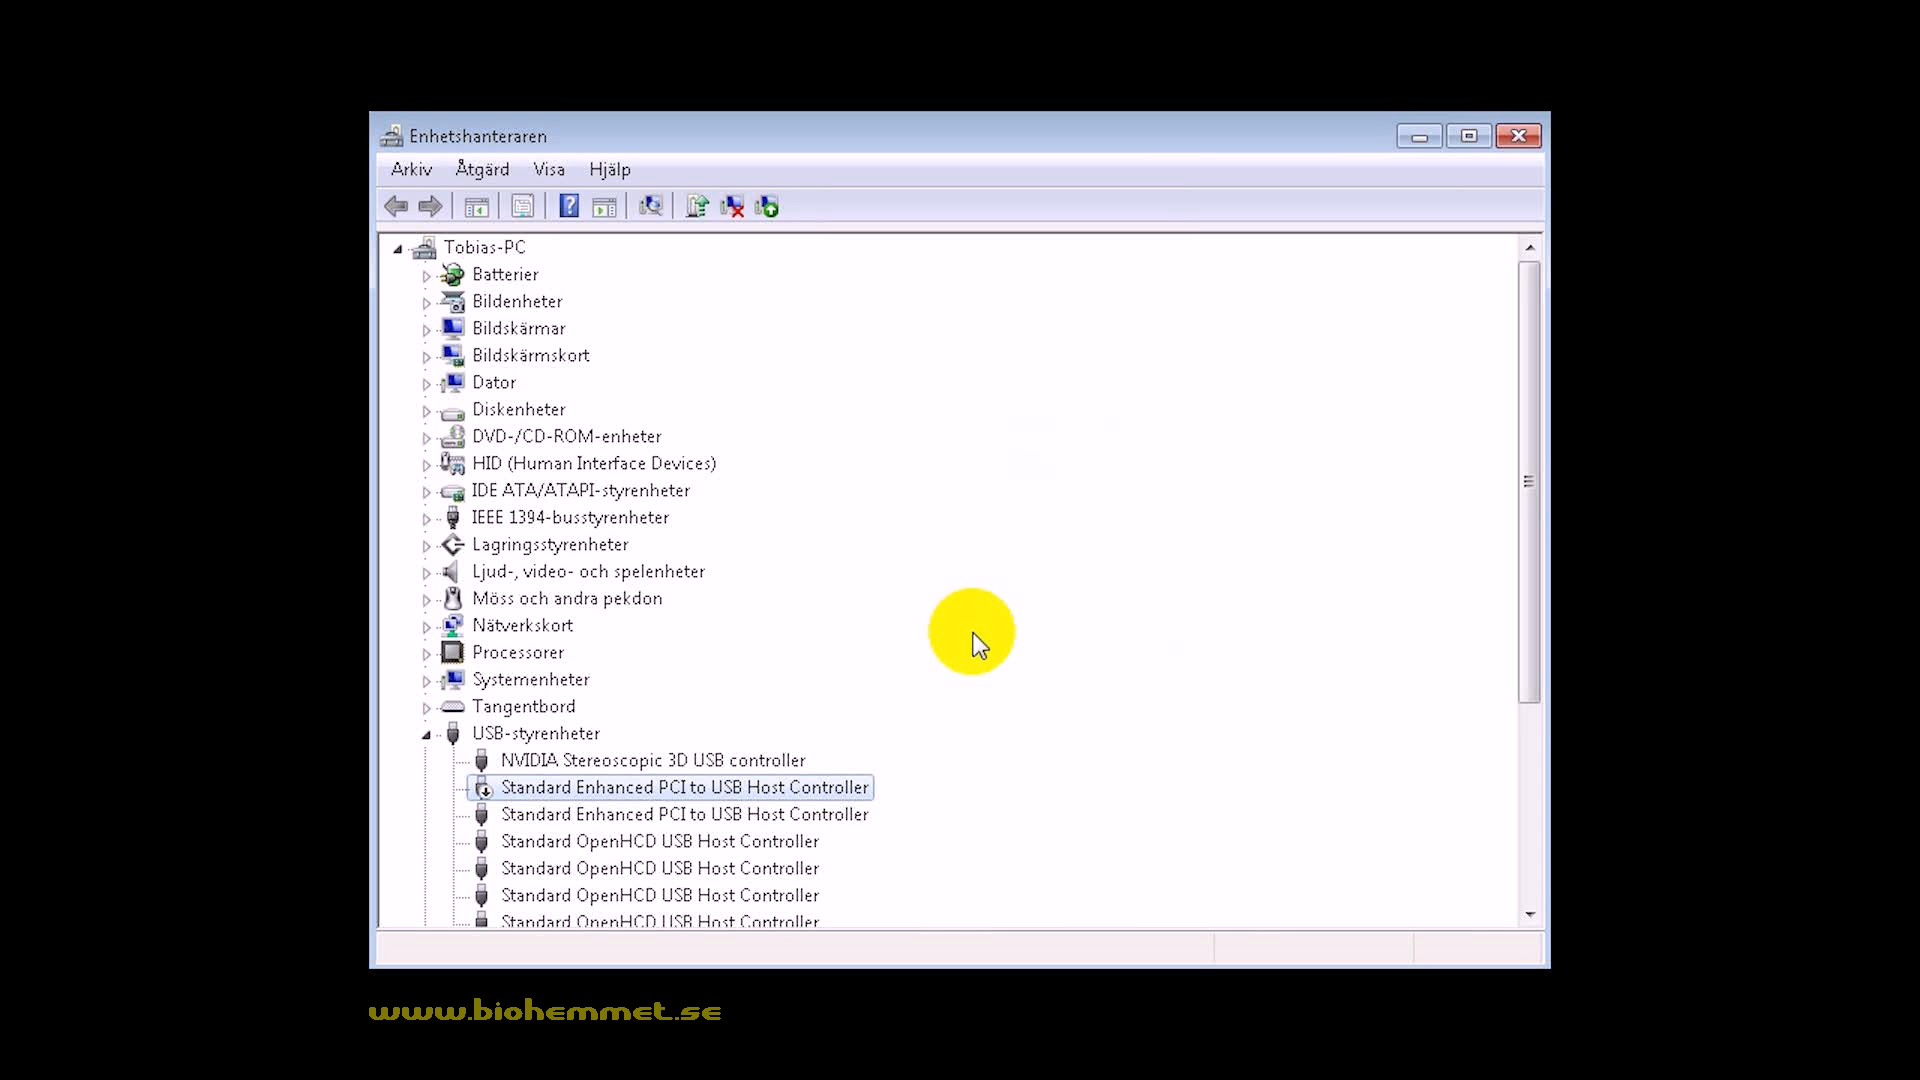 Enhetshanteraren
Arkiv Åtgärd Visa Hjälp
Tobias-PC
Batterier
Bildenheter
Bildskärmar
Bildskärmskort
Dator
Diskenheter
DVD-/CD-ROM-enheter
HID (Human Interface Devices)
IDE ATA/ATAPI-styrenheter
IEEE 1394-busstyrenheter
Lagringsstyrenheter
Ljud-, video- och spelenheter
Möss och andra pekdon
Nätverkskort
Processorer
Systemenheter
Tangentbord
USB-styrenheter
NVIDIA Stereoscopic 3D USB controller
Standard Enhanced PCI to USB Host Controller
Standard Enhanced PCI to USB Host Controller
Standard OpenHCD USB Host Controller
Standard OpenHCD USB Host Controller
Standard OpenHCD USB Host Controller
Standard OpenHCD USB Host Controller
www.biohemmet.se